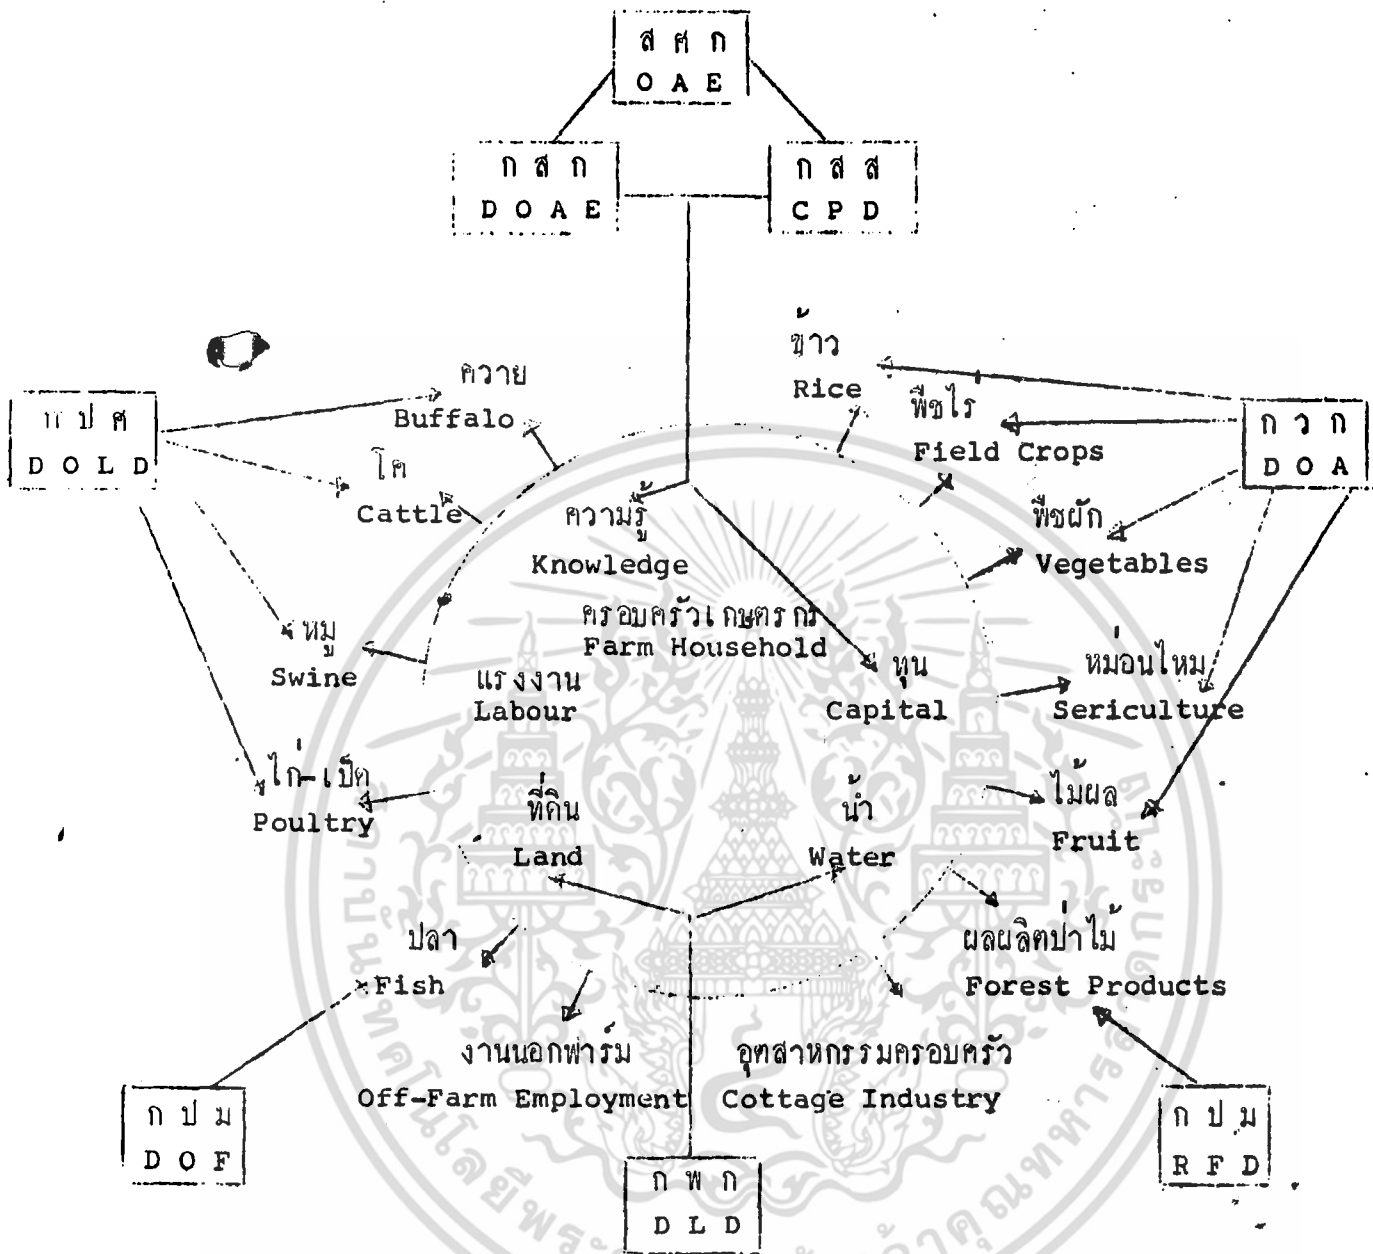 ส ศ ก
O A E
ก ส ก
D O A E
ก ส ส
C P D
ข้าว
Rice
ควาย
Buffalo
พืชไร่
Field Crops
ก ป ศ
D O L D
ก ว ก
D O A
โค
Cattle
ความรู้
Knowledge
พืชผัก
Vegetables
ครอบครัวเกษตรกร
Farm Household
หมู
Swine
แรงงาน
Labour
ทุน
Capital
หม่อนไหม
Sericulture
ไก่-เป็ด
Poultry
ที่ดิน
Land
น้ำ
Water
ไม้ผล
Fruit
ปลา
Fish
ผลผลิตป่าไม้
Forest Products
งานนอกฟาร์ม
Off-Farm Employment
อุตสาหกรรมครอบครัว
Cottage Industry
ก ป ม
D O F
ก พ ก
D L D
ก ป ม
R F D